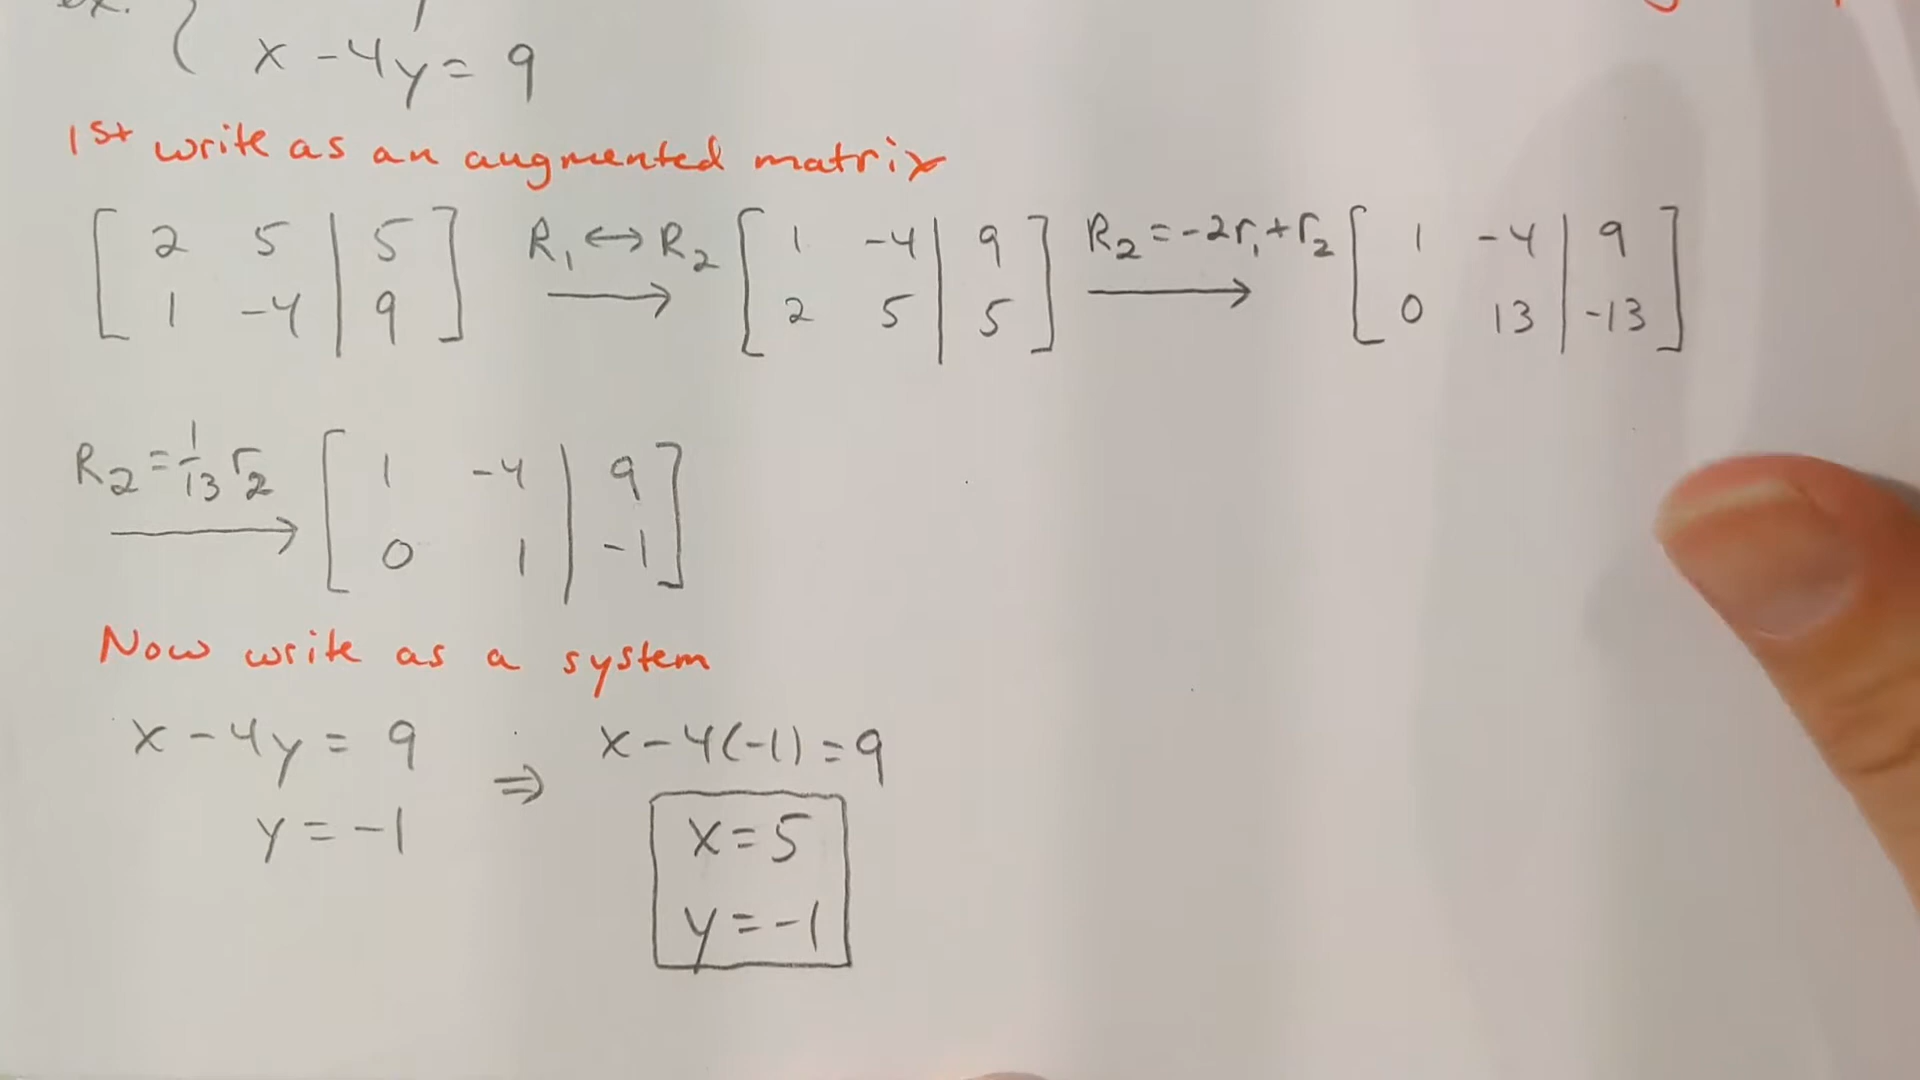 ex.
x - 4y = 9
1st write as an augmented matrix
[ 2 5 | 5 ] R1 ↔ R2 → [ 1 -4 | 9 ] R2 = -2r1 + r2 → [ 1 -4 | 9 ]
[ 1 -4 | 9 ] [ 2 5 | 5 ] [ 0 13 | -13 ]
R2 = 1/13 r2 → [ 1 -4 | 9 ]
[ 0 1 | -1 ]
Now write as a system
x - 4y = 9 ⇒ x - 4(-1) = 9
y = -1 x = 5
y = -1